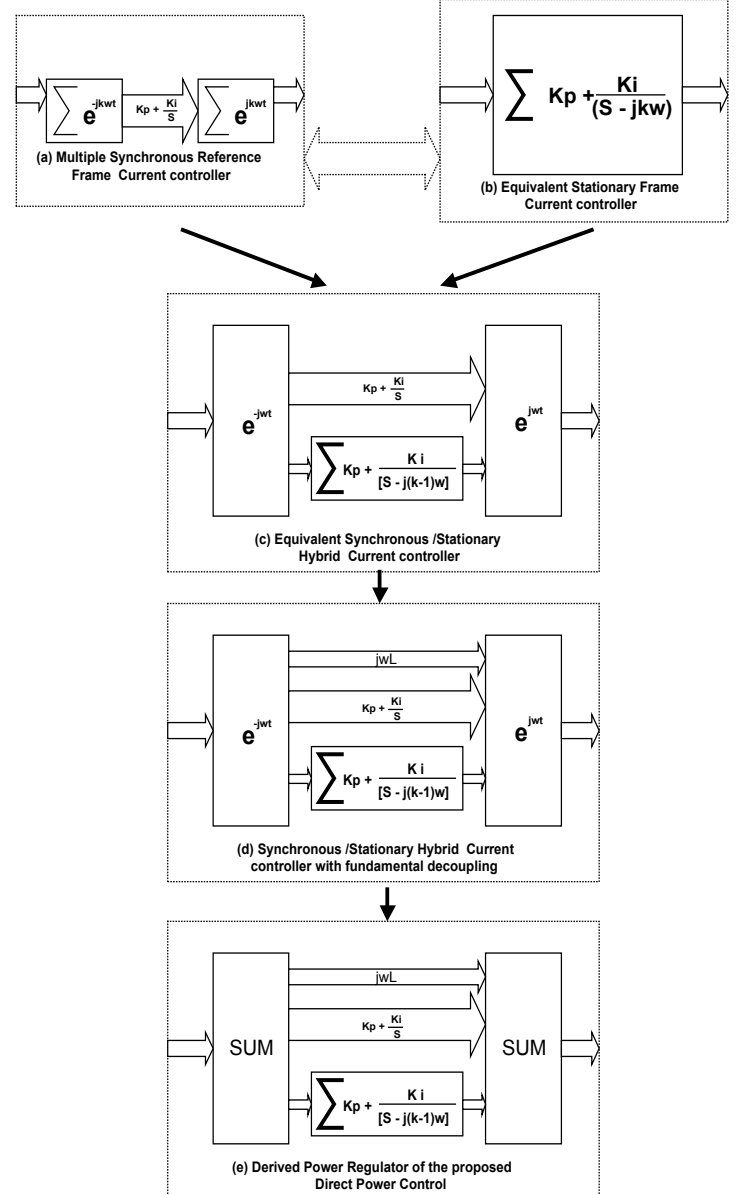 ∑ e^-jkwt
Kp + Ki/S
∑ e^jkwt
(a) Multiple Synchronous Reference
Frame Current controller
∑ Kp + Ki/(S - jkw)
(b) Equivalent Stationary Frame
Current controller
e^-jwt
Kp + Ki/S
e^jwt
∑ Kp + K i/[S - j(k-1)w]
(c) Equivalent Synchronous /Stationary
Hybrid Current controller
jwL
e^-jwt
Kp + Ki/S
e^jwt
∑ Kp + K i/[S - j(k-1)w]
(d) Synchronous /Stationary Hybrid Current
controller with fundamental decoupling
jwL
SUM
Kp + Ki/S
SUM
∑ Kp + K i/[S - j(k-1)w]
(e) Derived Power Regulator of the proposed
Direct Power Control